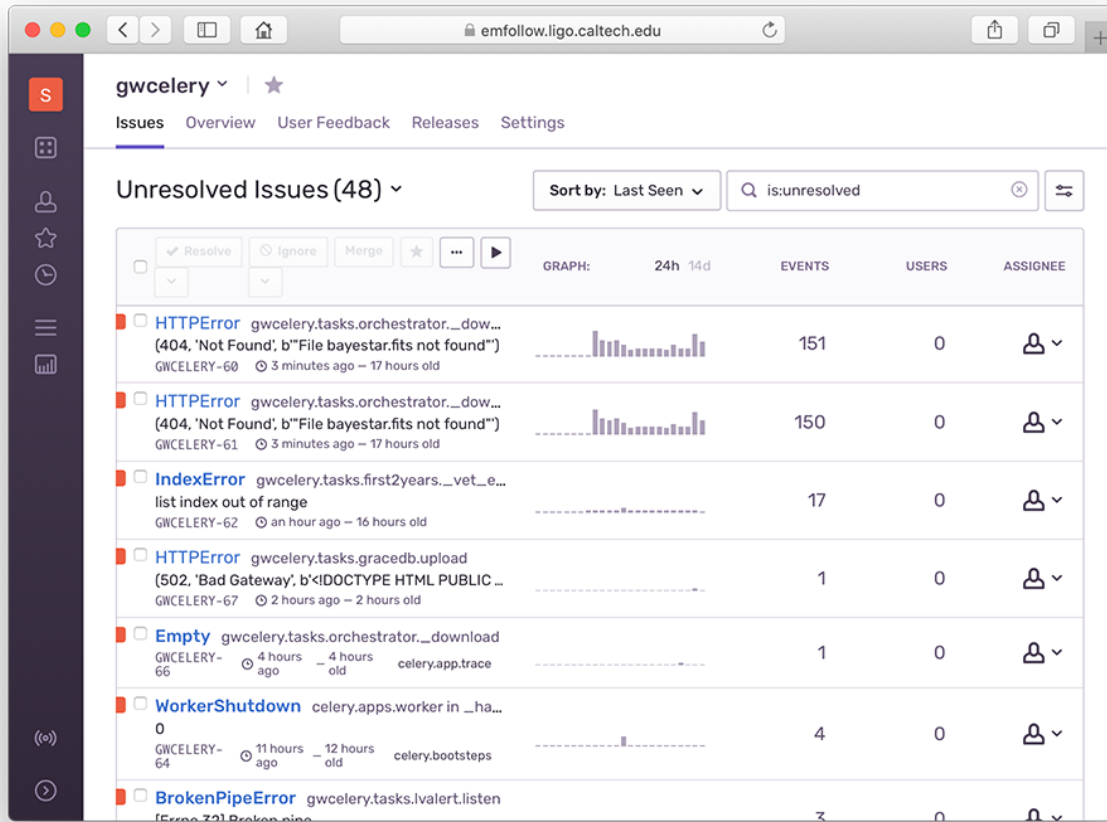 emfollow.ligo.caltech.edu
S
gwcelery
Issues Overview User Feedback Releases Settings
Unresolved Issues (48)
Sort by: Last Seen
is:unresolved
Resolve Ignore Merge
GRAPH: 24h 14d EVENTS USERS ASSIGNEE
HTTPError gwcelery.tasks.orchestrator._dow...
(404, 'Not Found', b'"File bayestar.fits not found"')
GWCELERY-60 3 minutes ago — 17 hours old
151 0
HTTPError gwcelery.tasks.orchestrator._dow...
(404, 'Not Found', b'"File bayestar.fits not found"')
GWCELERY-61 3 minutes ago — 17 hours old
150 0
IndexError gwcelery.tasks.first2years._vet_e...
list index out of range
GWCELERY-62 an hour ago — 16 hours old
17 0
HTTPError gwcelery.tasks.gracedb.upload
(502, 'Bad Gateway', b'<!DOCTYPE HTML PUBLIC ...
GWCELERY-67 2 hours ago — 2 hours old
1 0
Empty gwcelery.tasks.orchestrator._download
GWCELERY-66 4 hours ago — 4 hours old celery.app.trace
1 0
WorkerShutdown celery.apps.worker in _ha...
0
GWCELERY-64 11 hours ago — 12 hours old celery.bootsteps
4 0
BrokenPipeError gwcelery.tasks.lvalert.listen
[Errno 32] Broken pipe
3 0